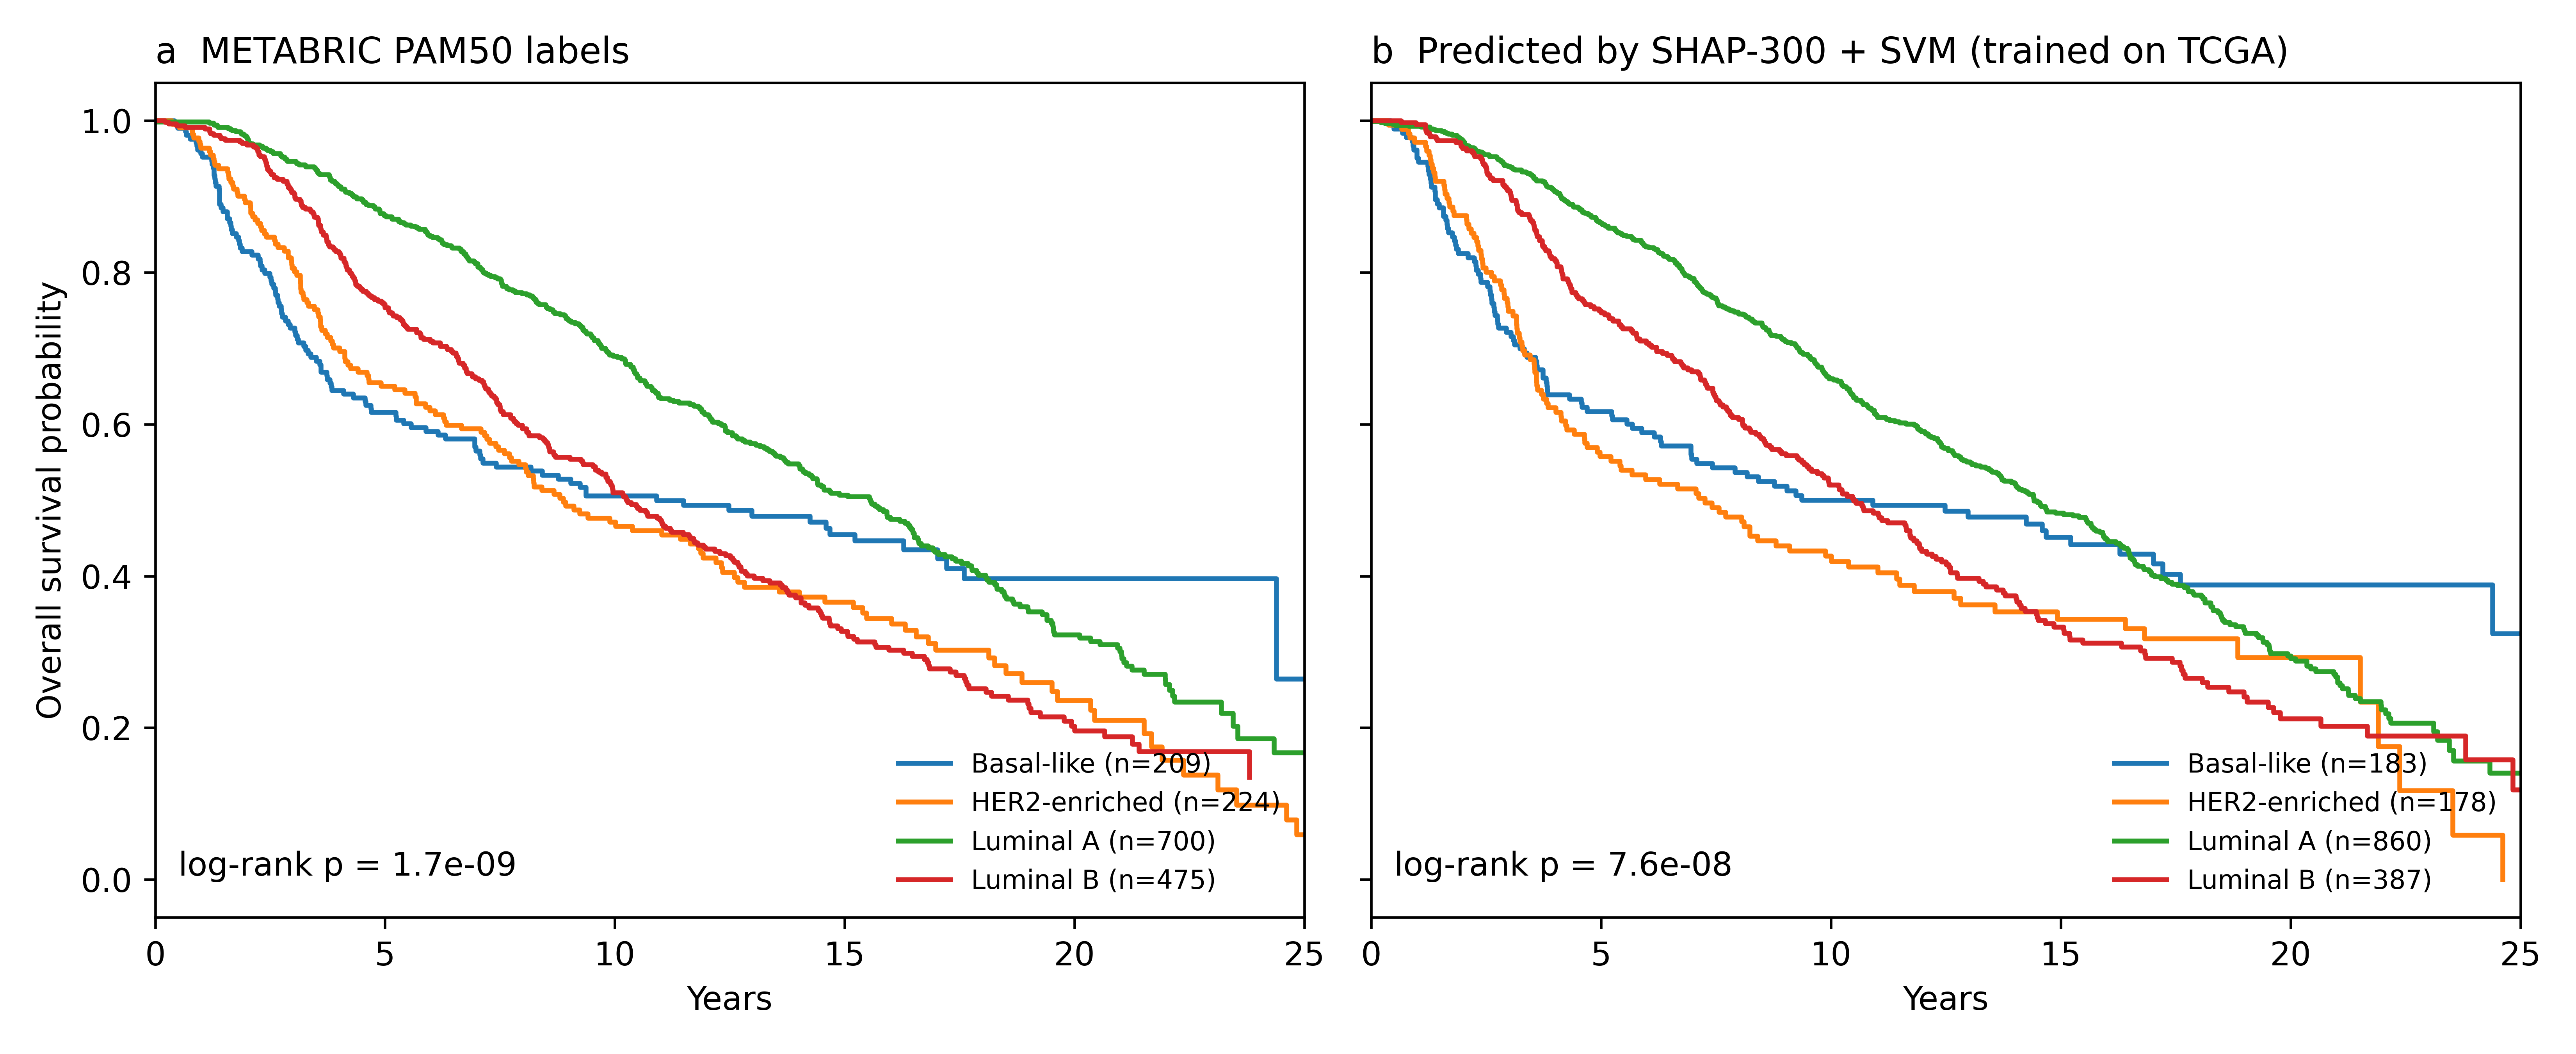 a  METABRIC PAM50 labels
Overall survival probability
1.0
0.8
0.6
0.4
0.2
0.0
Basal-like (n=209)
HER2-enriched (n=224)
Luminal A (n=700)
Luminal B (n=475)
log-rank p = 1.7e-09
0 5 10 15 20 25
Years
b  Predicted by SHAP-300 + SVM (trained on TCGA)
Basal-like (n=183)
HER2-enriched (n=178)
Luminal A (n=860)
Luminal B (n=387)
log-rank p = 7.6e-08
0 5 10 15 20 25
Years